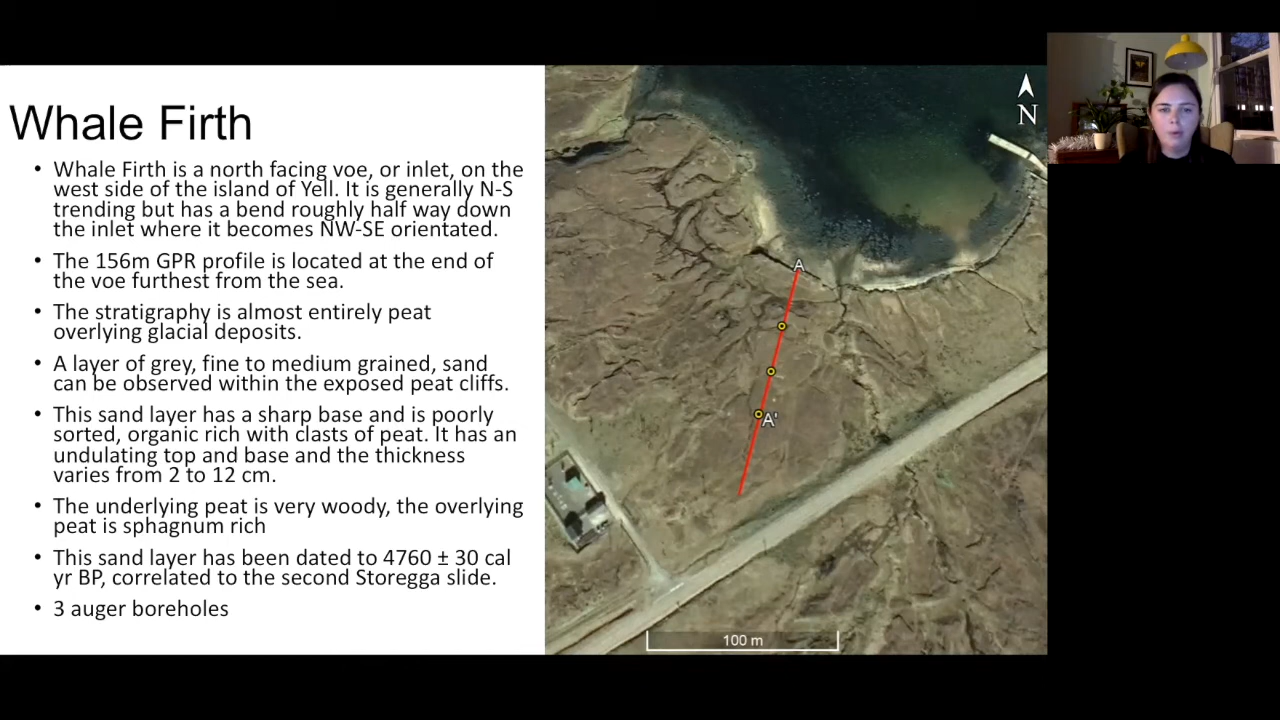 Whale Firth
• Whale Firth is a north facing voe, or inlet, on the
west side of the island of Yell. It is generally N-S
trending but has a bend roughly half way down
the inlet where it becomes NW-SE orientated.
• The 156m GPR profile is located at the end of
the voe furthest from the sea.
• The stratigraphy is almost entirely peat
overlying glacial deposits.
• A layer of grey, fine to medium grained, sand
can be observed within the exposed peat cliffs.
• This sand layer has a sharp base and is poorly
sorted, organic rich with clasts of peat. It has an
undulating top and base and the thickness
varies from 2 to 12 cm.
• The underlying peat is very woody, the overlying
peat is sphagnum rich
• This sand layer has been dated to 4760 ± 30 cal
yr BP, correlated to the second Storegga slide.
• 3 auger boreholes
N
A
A'
100 m